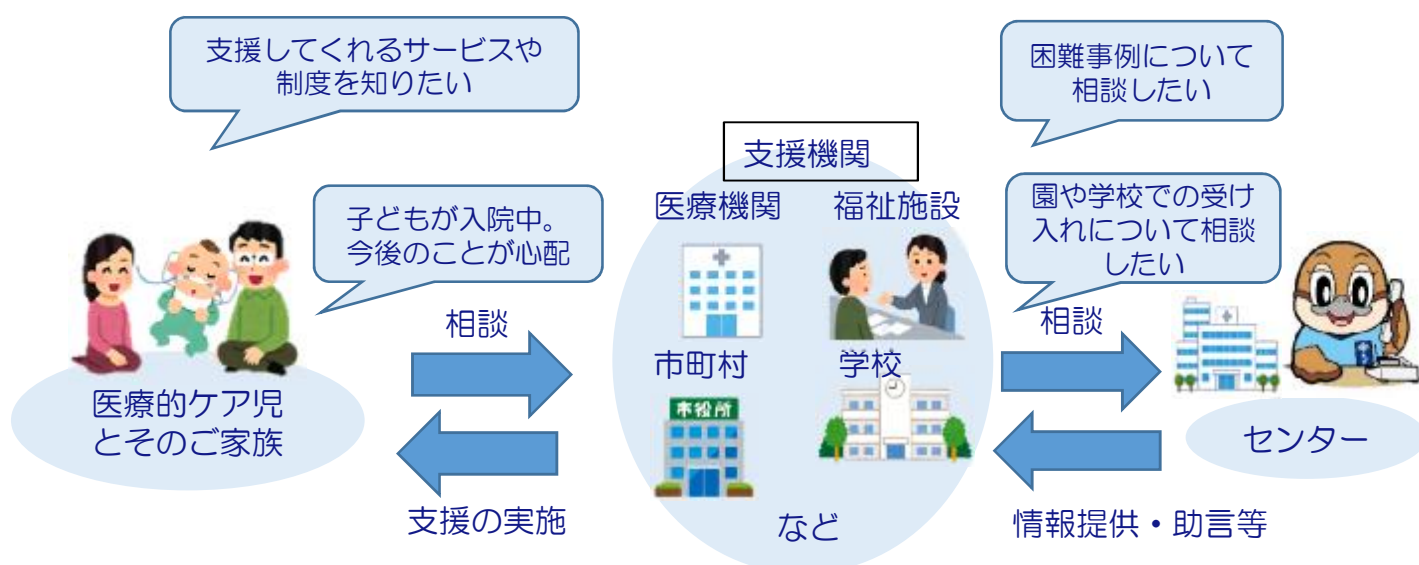 支援してくれるサービスや
制度を知りたい
困難事例について
相談したい
支援機関
医療機関
福祉施設
子どもが入院中。
今後のことが心配
園や学校での受け
入れについて相談
したい
相談
相談
市町村
学校
市役所
医療的ケア児
とそのご家族
センター
支援の実施
など
情報提供・助言等